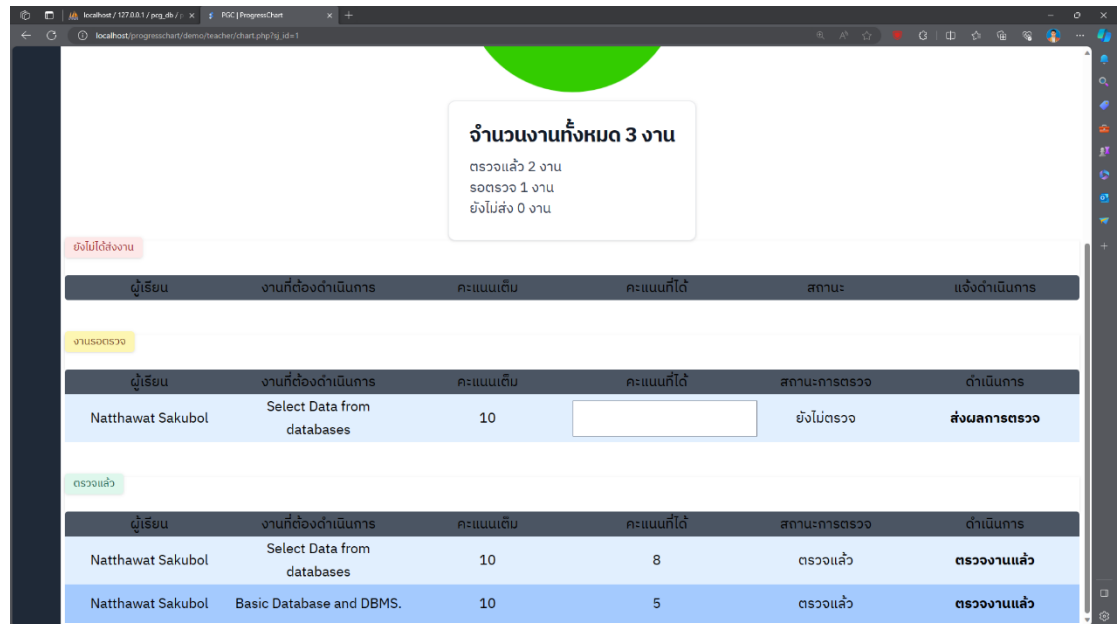 localhost / 127.0.0.1 / pcg_db / p
PGC | ProgressChart
localhost/progresschart/demo/teacher/chart.php?sj_id=1
จำนวนงานทั้งหมด 3 งาน
ตรวจแล้ว 2 งาน
รอตรวจ 1 งาน
ยังไม่ส่ง 0 งาน
ยังไม่ได้ส่งงาน
ผู้เรียน งานที่ต้องดำเนินการ คะแนนเต็ม คะแนนที่ได้ สถานะ แจ้งดำเนินการ
งานรอตรวจ
ผู้เรียน งานที่ต้องดำเนินการ คะแนนเต็ม คะแนนที่ได้ สถานะการตรวจ ดำเนินการ
Natthawat Sakubol Select Data from databases 10 ยังไม่ตรวจ ส่งผลการตรวจ
ตรวจแล้ว
ผู้เรียน งานที่ต้องดำเนินการ คะแนนเต็ม คะแนนที่ได้ สถานะการตรวจ ดำเนินการ
Natthawat Sakubol Select Data from databases 10 8 ตรวจแล้ว ตรวจงานแล้ว
Natthawat Sakubol Basic Database and DBMS. 10 5 ตรวจแล้ว ตรวจงานแล้ว